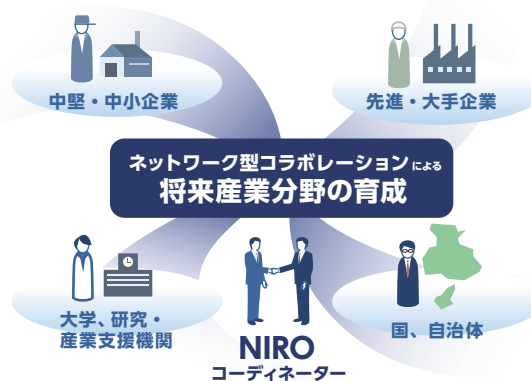 中堅・中小企業
先進・大手企業
ネットワーク型コラボレーションによる
将来産業分野の育成
大学、研究・
産業支援機関
国、自治体
NIRO
コーディネーター